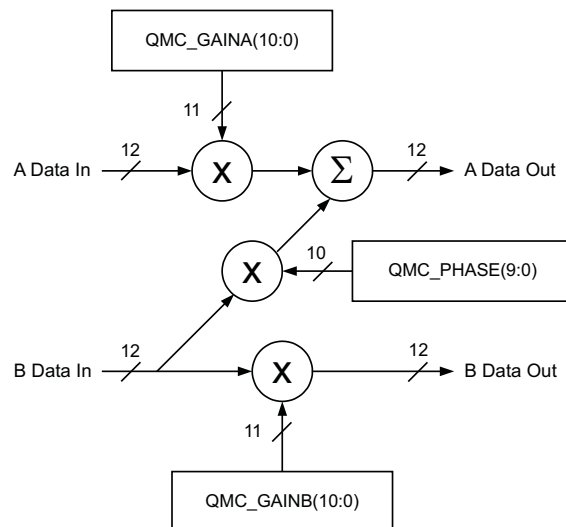 QMC_GAINA(10:0)
11
A Data In
12
X
Σ
12
A Data Out
X
10
QMC_PHASE(9:0)
B Data In
12
X
12
B Data Out
11
QMC_GAINB(10:0)